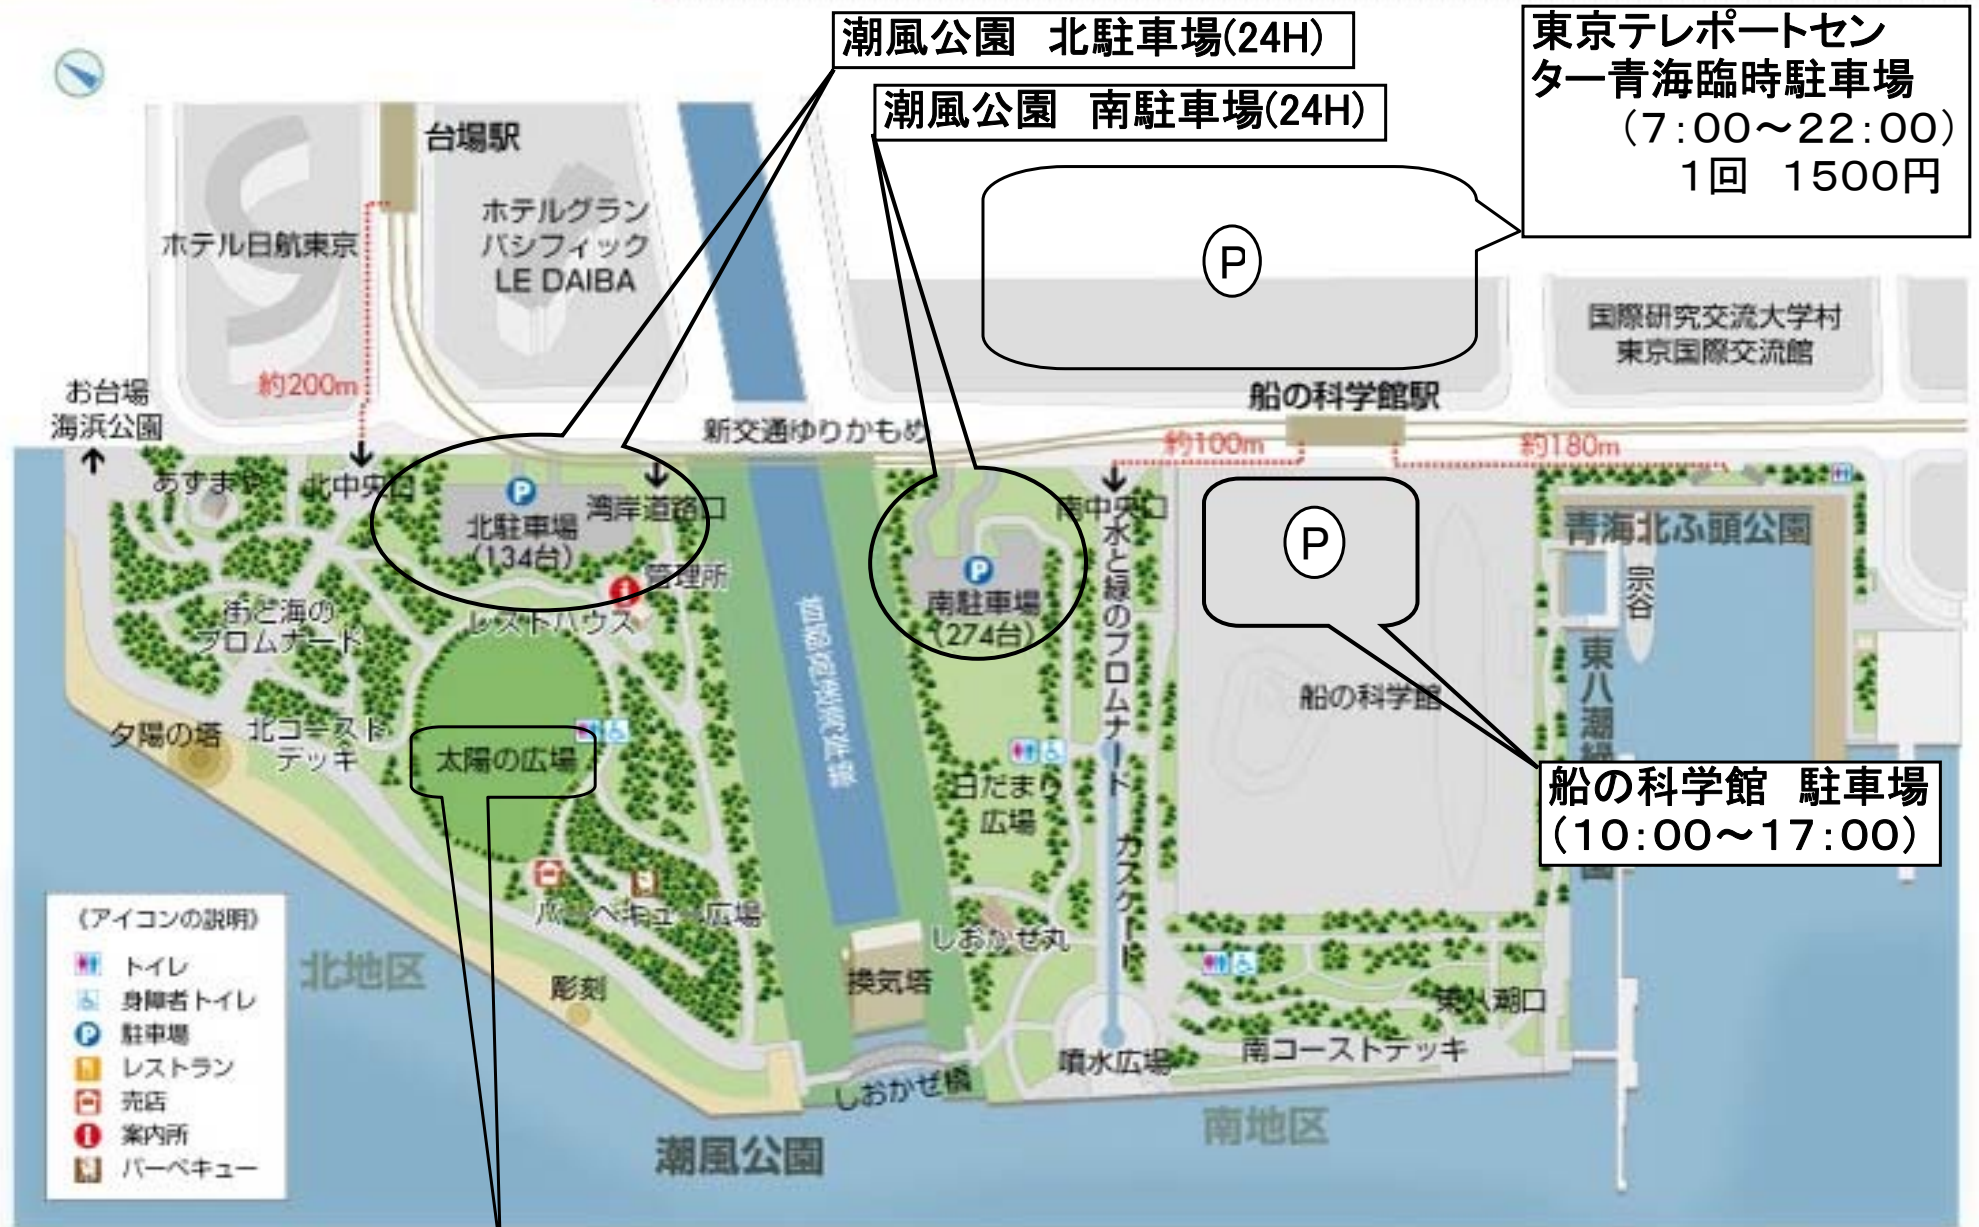 潮風公園 北駐車場(24H)
潮風公園 南駐車場(24H)
東京テレポートセン
ター青海臨時駐車場
(7:00~22:00)
1回 1500円
P
台場駅
ホテル日航東京
ホテルグラン
パシフィック
LE DAIBA
国際研究交流大学村
東京国際交流館
約200m
お台場
海浜公園
船の科学館駅
新交通ゆりかもめ
約100m
約180m
あずまや
北中央口
P
北駐車場
(134台)
湾岸道路口
管理所
レストハウス
街と海の
プロムナード
P
南駐車場
(274台)
南中央口
水と緑のプロムナード
カスケード
P
青海北ふ頭公園
宗谷
船の科学館
夕陽の塔
北コースト
デッキ
太陽の広場
日だまり
広場
船の科学館 駐車場
(10:00~17:00)
バーベキュー広場
しおかぜ丸
彫刻
換気塔
東八潮口
南コーストデッキ
噴水広場
しおかぜ橋
北地区
南地区
潮風公園
《アイコンの説明》
トイレ
身障者トイレ
P 駐車場
レストラン
売店
案内所
バーベキュー